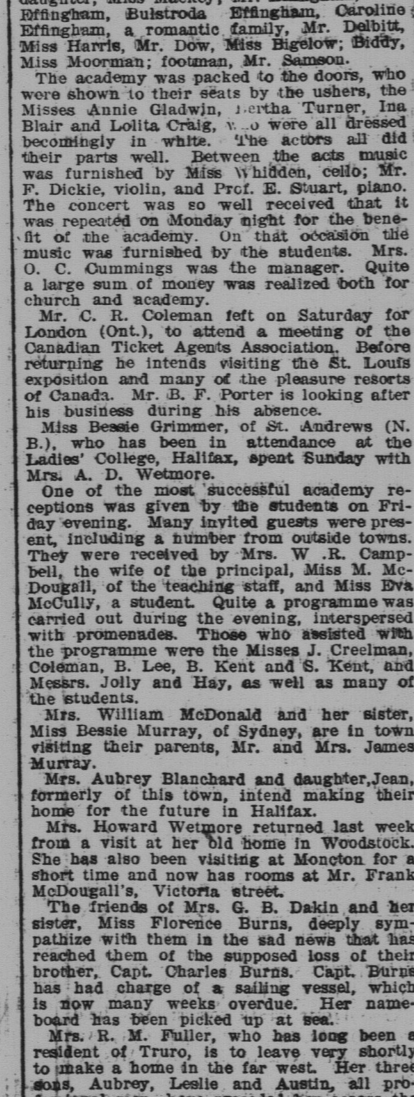 Effingham, Bulstroda Effingham, Caroline
Effingham, a romantic family, Mr. Delbitt,
Miss Harris, Mr. Dow, Miss Bigelow; Biddy,
Miss Moorman; footman, Mr. Samson.
The academy was packed to the doors, who
were shown to their seats by the ushers, the
Misses Annie Gladwin, Bertha Turner, Ina
Blair and Lolita Craig, who were all dressed
becomingly in white. The actors all did
their parts well. Between the acts music
was furnished by Miss Whidden, cello; Mr.
F. Dickie, violin, and Prof. E. Stuart, piano.
The concert was so well received that it
was repeated on Monday night for the bene-
fit of the academy. On that occasion the
music was furnished by the students. Mrs.
O. C. Cummings was the manager. Quite
a large sum of money was realized both for
church and academy.
Mr. C. R. Coleman left on Saturday for
London (Ont.), to attend a meeting of the
Canadian Ticket Agents Association. Before
returning he intends visiting the St. Louis
exposition and many of the pleasure resorts
of Canada. Mr. B. F. Porter is looking after
his business during his absence.
Miss Bessie Grimmer, of St. Andrews (N.
B.), who has been in attendance at the
Ladies' College, Halifax, spent Sunday with
Mrs. A. D. Wetmore.
One of the most successful academy re-
ceptions was given by the students on Fri-
day evening. Many invited guests were pres-
ent, including a number from outside towns.
They were received by Mrs. W .R. Camp-
bell, the wife of the principal, Miss M. Mc-
Dougall, of the teaching staff, and Miss Eva
McCully, a student. Quite a programme was
carried out during the evening, interspersed
with promenades. Those who assisted with
the programme were the Misses J. Creelman,
Coleman, B. Lee, B. Kent and S. Kent, and
Messrs. Jolly and Hay, as well as many of
the students.
Mrs. William McDonald and her sister,
Miss Bessie Murray, of Sydney, are in town
visiting their parents, Mr. and Mrs. James
Murray.
Mrs. Aubrey Blanchard and daughter,Jean,
formerly of this town, intend making their
home for the future in Halifax.
Mrs. Howard Wetmore returned last week
from a visit at her old home in Woodstock.
She has also been visiting at Moncton for a
short time and now has rooms at Mr. Frank
McDougall's, Victoria street.
The friends of Mrs. G. B. Dakin and her
sister, Miss Florence Burns, deeply sym-
pathize with them in the sad news that has
reached them of the supposed loss of their
brother, Capt. Charles Burns. Capt. Burns
has had charge of a sailing vessel, which
is now many weeks overdue. Her name-
board has been picked up at sea.
Mrs. R. M. Fuller, who has long been a
resident of Truro, is to leave very shortly
to make a home in the far west. Her three
sons, Aubrey, Leslie and Austin, all pro-